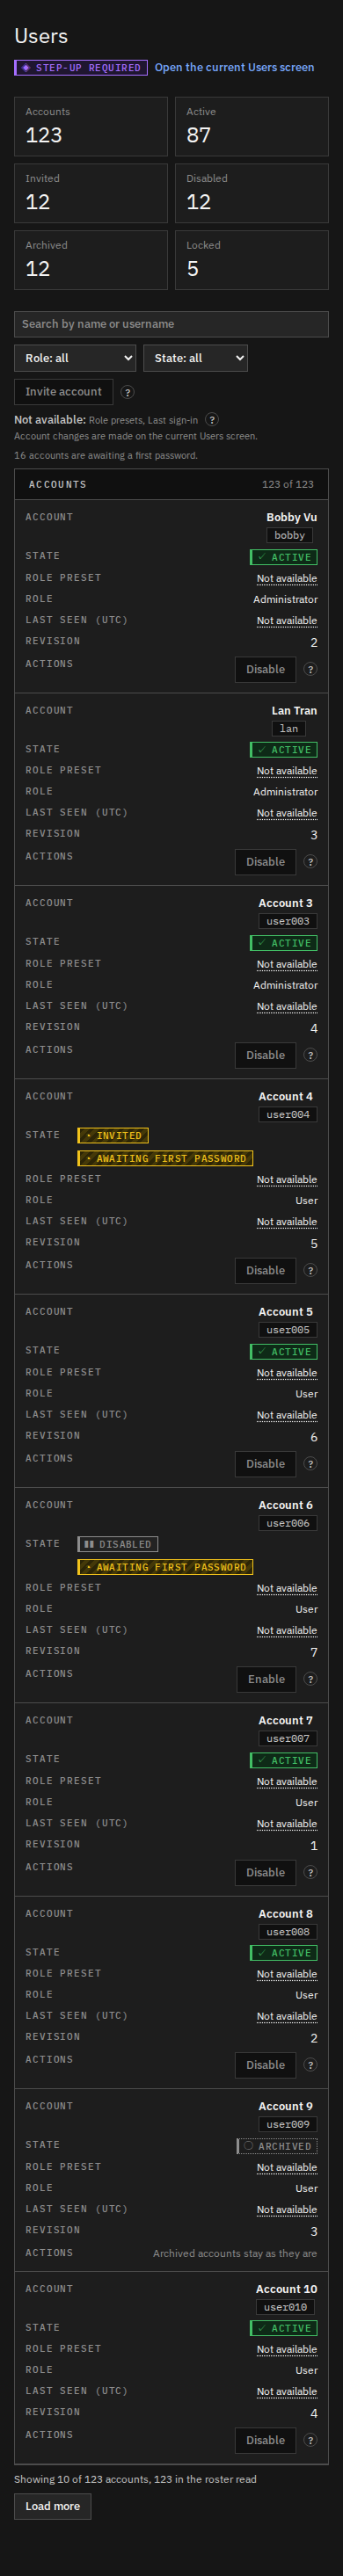 Users
STEP-UP REQUIRED Open the current Users screen
Accounts Active
123 87
Invited Disabled
12 12
Archived Locked
12 5
Search by name or username
Role: all State: all
Invite account ?
Not available: Role presets, Last sign-in ?
Account changes are made on the current Users screen.
16 accounts are awaiting a first password.
ACCOUNTS 123 of 123
ACCOUNT Bobby Vu
bobby
STATE ✓ ACTIVE
ROLE PRESET Not available
ROLE Administrator
LAST SEEN (UTC) Not available
REVISION 2
ACTIONS Disable ?
ACCOUNT Lan Tran
lan
STATE ✓ ACTIVE
ROLE PRESET Not available
ROLE Administrator
LAST SEEN (UTC) Not available
REVISION 3
ACTIONS Disable ?
ACCOUNT Account 3
user003
STATE ✓ ACTIVE
ROLE PRESET Not available
ROLE Administrator
LAST SEEN (UTC) Not available
REVISION 4
ACTIONS Disable ?
ACCOUNT Account 4
user004
STATE INVITED
AWAITING FIRST PASSWORD
ROLE PRESET Not available
ROLE User
LAST SEEN (UTC) Not available
REVISION 5
ACTIONS Disable ?
ACCOUNT Account 5
user005
STATE ✓ ACTIVE
ROLE PRESET Not available
ROLE User
LAST SEEN (UTC) Not available
REVISION 6
ACTIONS Disable ?
ACCOUNT Account 6
user006
STATE DISABLED
AWAITING FIRST PASSWORD
ROLE PRESET Not available
ROLE User
LAST SEEN (UTC) Not available
REVISION 7
ACTIONS Enable ?
ACCOUNT Account 7
user007
STATE ✓ ACTIVE
ROLE PRESET Not available
ROLE User
LAST SEEN (UTC) Not available
REVISION 1
ACTIONS Disable ?
ACCOUNT Account 8
user008
STATE ✓ ACTIVE
ROLE PRESET Not available
ROLE User
LAST SEEN (UTC) Not available
REVISION 2
ACTIONS Disable ?
ACCOUNT Account 9
user009
STATE ARCHIVED
ROLE PRESET Not available
ROLE User
LAST SEEN (UTC) Not available
REVISION 3
ACTIONS Archived accounts stay as they are
ACCOUNT Account 10
user010
STATE ✓ ACTIVE
ROLE PRESET Not available
ROLE User
LAST SEEN (UTC) Not available
REVISION 4
ACTIONS Disable ?
Showing 10 of 123 accounts, 123 in the roster read
Load more